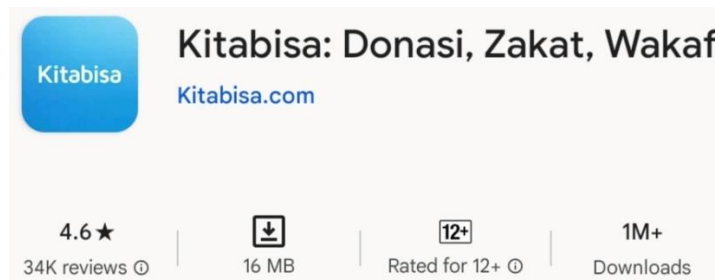 Kitabisa
Kitabisa: Donasi, Zakat, Wakaf
Kitabisa.com
4.6★
34K reviews ⓘ
16 MB
12+
Rated for 12+ ⓘ
1M+
Downloads